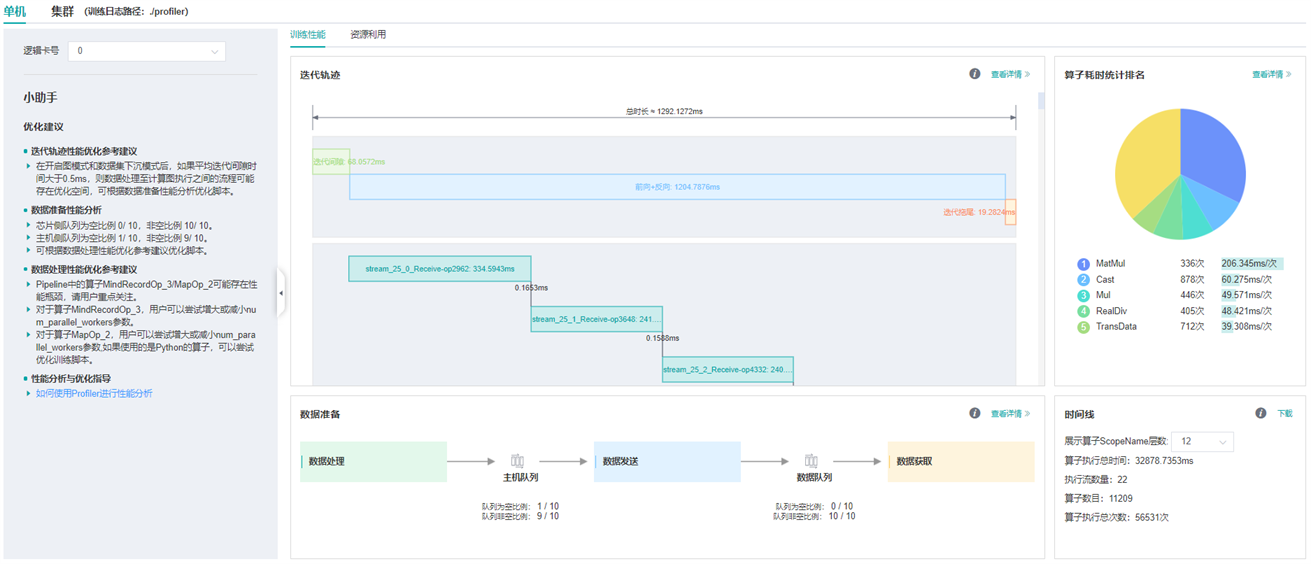 单机 集群 (训练日志路径：./profiler)
逻辑卡号 0
小助手
优化建议
迭代轨迹性能优化参考建议
在开启图模式和数据集下沉模式后，如果平均迭代间隙时
间大于0.5ms，则数据处理至计算图执行之间的流程可能
存在优化空间，可根据数据准备性能分析优化脚本。
数据准备性能分析
芯片侧队列为空比例 0/ 10，非空比例 10/ 10。
主机侧队列为空比例 1/ 10，非空比例 9/ 10。
可根据数据处理性能优化参考建议优化脚本。
数据处理性能优化参考建议
Pipeline中的算子MindRecordOp_3/MapOp_2可能存在性
能瓶颈，请用户重点关注。
对于算子MindRecordOp_3，用户可以尝试增大或减小nu
m_parallel_workers参数。
对于算子MapOp_2，用户可以尝试增大或减小num_para
llel_workers参数,如果使用的是Python的算子，可以尝试
优化训练脚本。
性能分析与优化指导
如何使用Profiler进行性能分析
训练性能 资源利用
迭代轨迹 查看详情
总时长 ≈ 1292.1272ms
迭代间隙: 68.0572ms
前向+反向: 1204.7876ms
迭代拖尾: 19.2824ms
stream_25_0_Receive-op2962: 334.5943ms
0.1653ms
stream_25_1_Receive-op3648: 241....
0.1588ms
stream_25_2_Receive-op4332: 240....
算子耗时统计排名 查看详情
1 MatMul 336次 206.345ms/次
2 Cast 878次 60.275ms/次
3 Mul 446次 49.571ms/次
4 RealDiv 405次 48.421ms/次
5 TransData 712次 39.308ms/次
数据准备 查看详情
数据处理 主机队列 数据发送 数据队列 数据获取
队列为空比例： 1 / 10
队列非空比例： 9 / 10
队列为空比例： 0 / 10
队列非空比例： 10 / 10
时间线 下载
展示算子ScopeName层数: 12
算子执行总时间：32878.7353ms
执行流数量：22
算子数目：11209
算子执行总次数：56531次